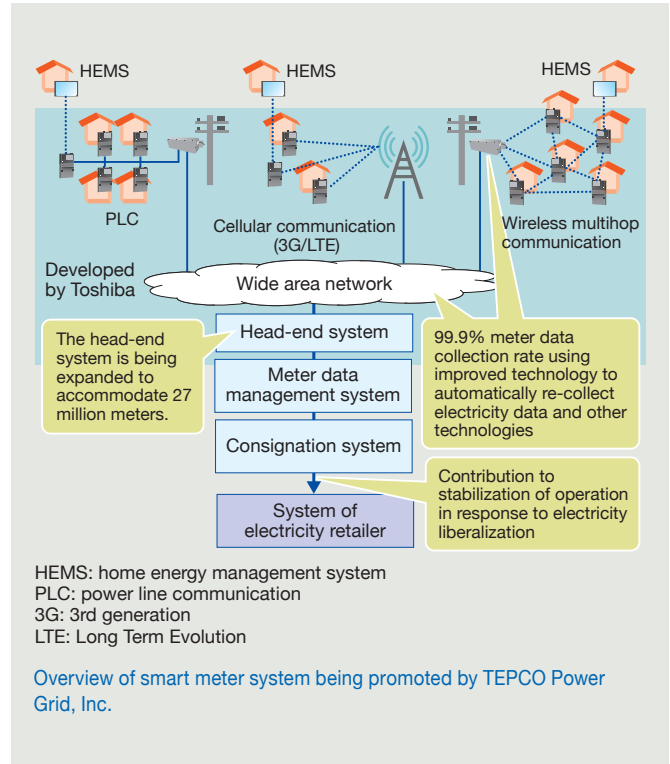 HEMS
HEMS
HEMS
PLC
Cellular communication
(3G/LTE)
Wireless multihop
communication
Developed
by Toshiba
Wide area network
The head-end
system is being
expanded to
accommodate 27
million meters.
Head-end system
Meter data
management system
Consignation system
System of
electricity retailer
99.9% meter data
collection rate using
improved technology to
automatically re-collect
electricity data and other
technologies
Contribution to
stabilization of operation
in response to electricity
liberalization
HEMS: home energy management system
PLC: power line communication
3G: 3rd generation
LTE: Long Term Evolution
Overview of smart meter system being promoted by TEPCO Power
Grid, Inc.